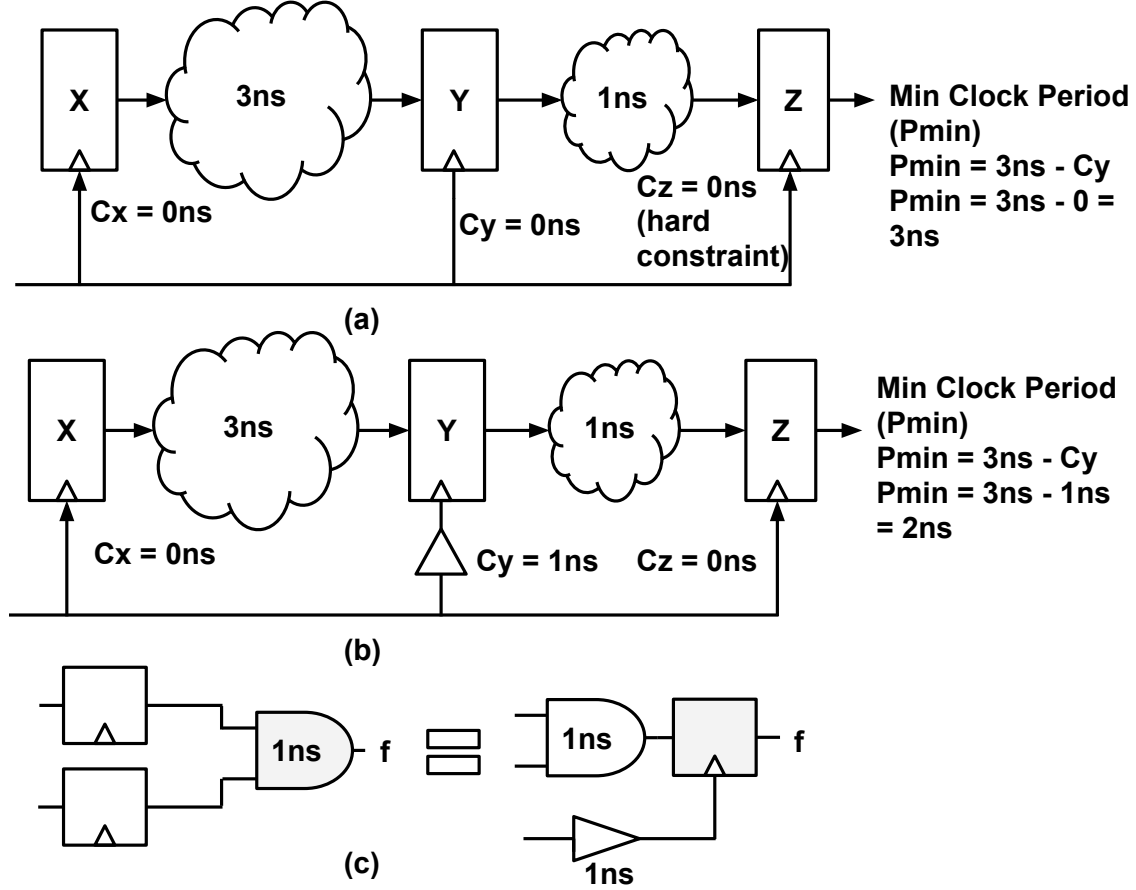 X
3ns
Y
1ns
Z
Min Clock Period
(Pmin)
Pmin = 3ns - Cy
Pmin = 3ns - 0 =
3ns
Cx = 0ns
Cy = 0ns
Cz = 0ns
(hard
constraint)
(a)
X
3ns
Y
1ns
Z
Min Clock Period
(Pmin)
Pmin = 3ns - Cy
Pmin = 3ns - 1ns
= 2ns
Cx = 0ns
Cy = 1ns
Cz = 0ns
(b)
1ns
f
1ns
f
1ns
(c)